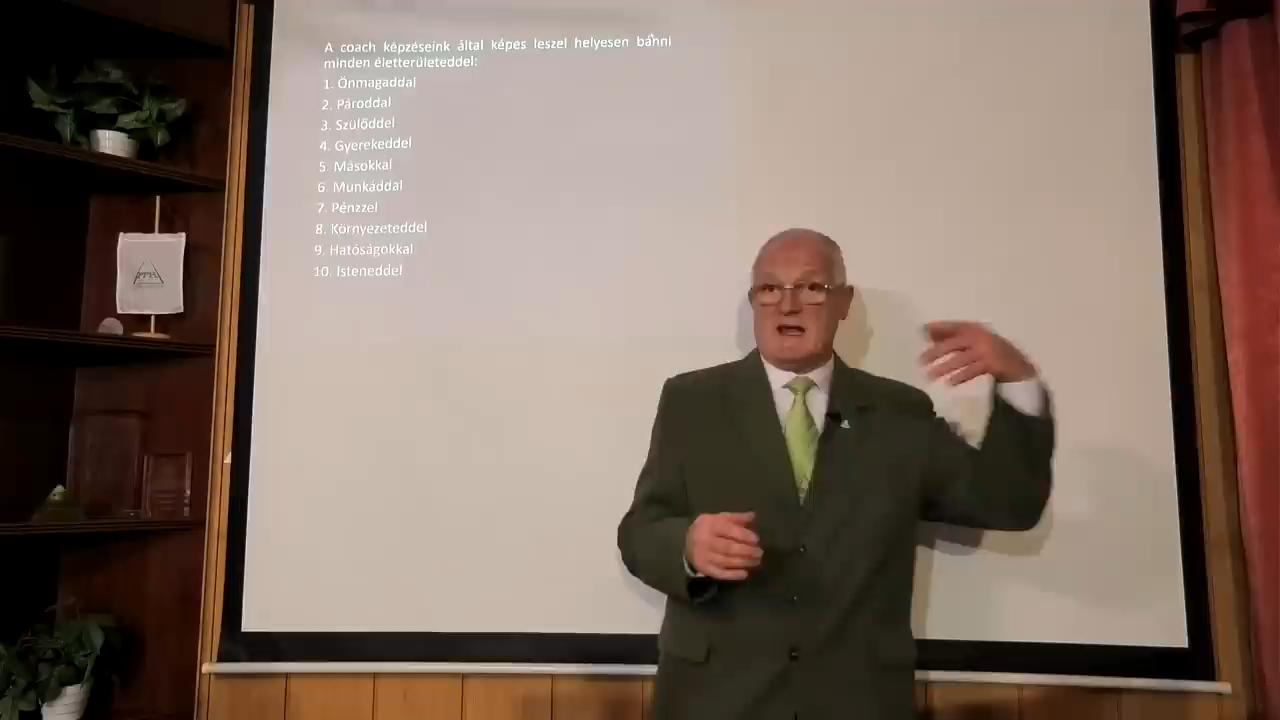 A coach képzéseink által képes leszel helyesen bánni
minden életterületeddel:
1. Önmagaddal
2. Pároddal
3. Szülőddel
4. Gyerekeddel
5. Másokkal
6. Munkáddal
7. Pénzzel
8. Környezeteddel
9. Hatóságokkal
10. Isteneddel